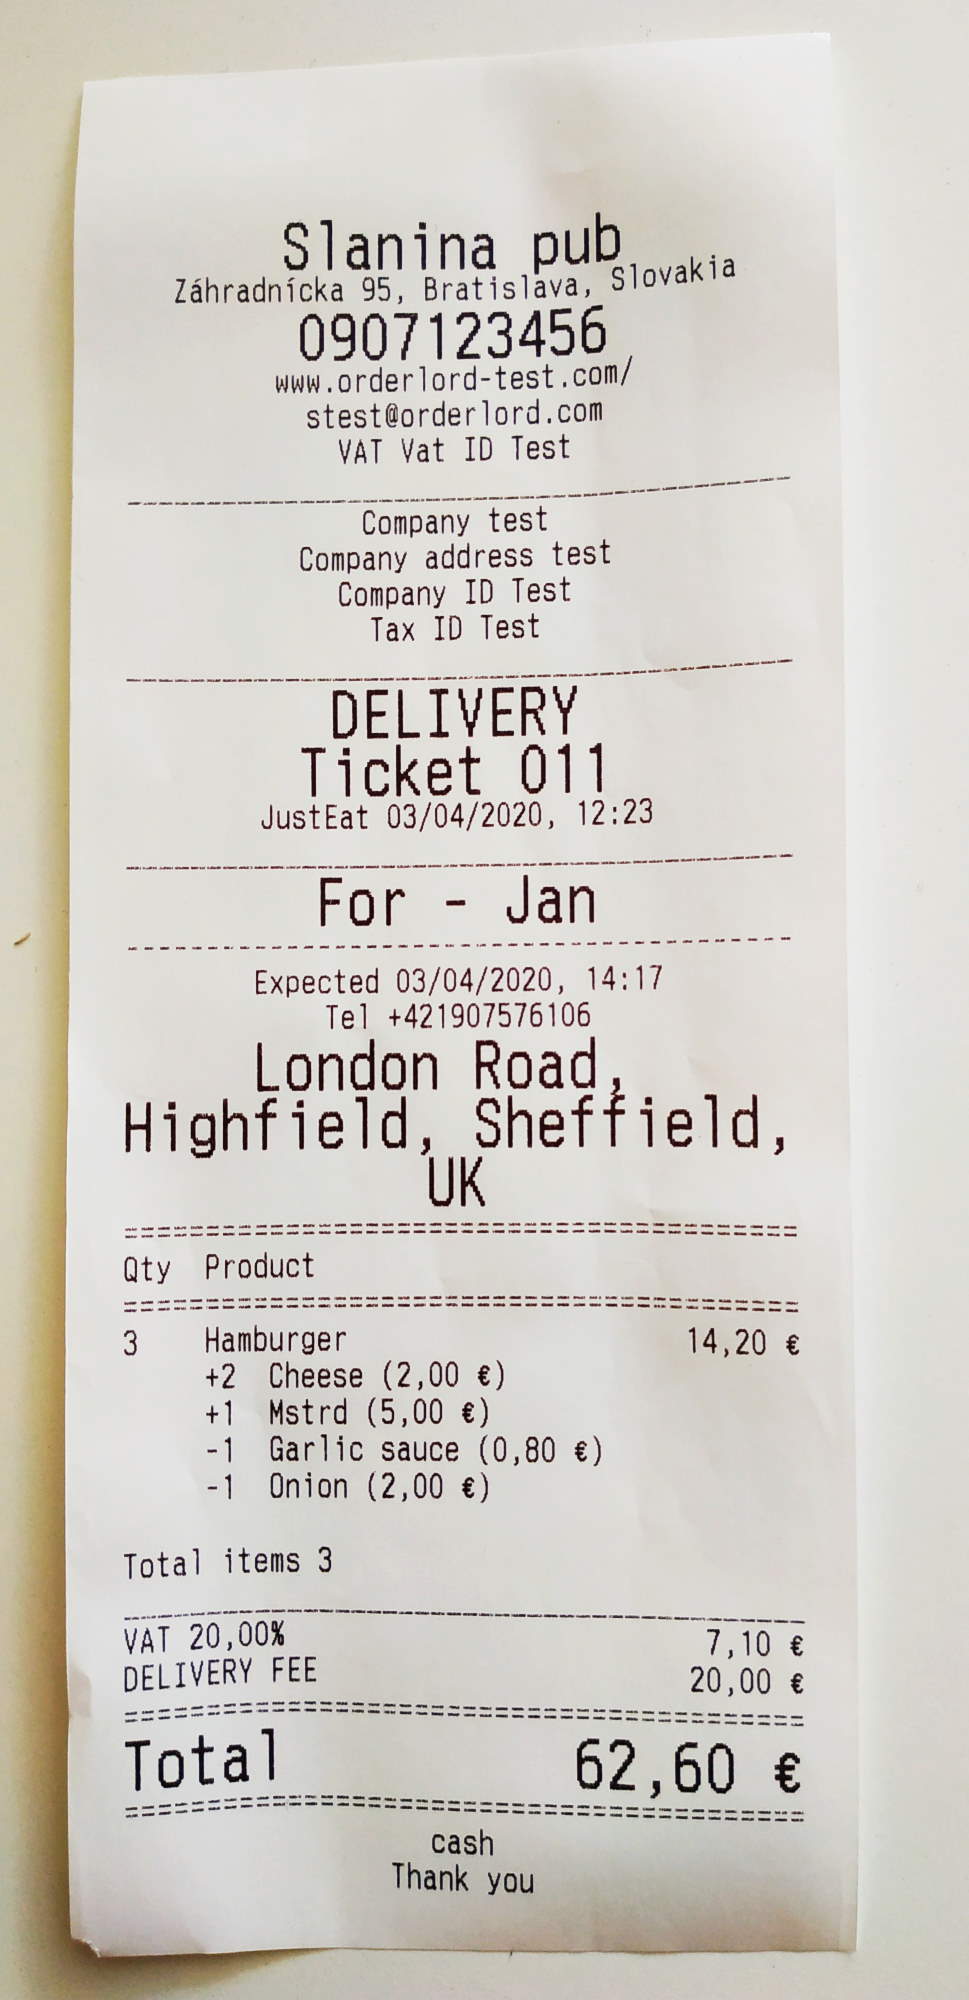 Slanina pub
Záhradnícka 95, Bratislava, Slovakia
0907123456
www.orderlord-test.com/
stest@orderlord.com
VAT Vat ID Test
Company test
Company address test
Company ID Test
Tax ID Test
DELIVERY
Ticket 011
JustEat 03/04/2020, 12:23
For - Jan
Expected 03/04/2020, 14:17
Tel +421907576106
London Road,
Highfield, Sheffield,
UK
Qty Product
3 Hamburger 14,20 €
+2 Cheese (2,00 €)
+1 Mstrd (5,00 €)
-1 Garlic sauce (0,80 €)
-1 Onion (2,00 €)
Total items 3
VAT 20,00% 7,10 €
DELIVERY FEE 20,00 €
Total 62,60 €
cash
Thank you